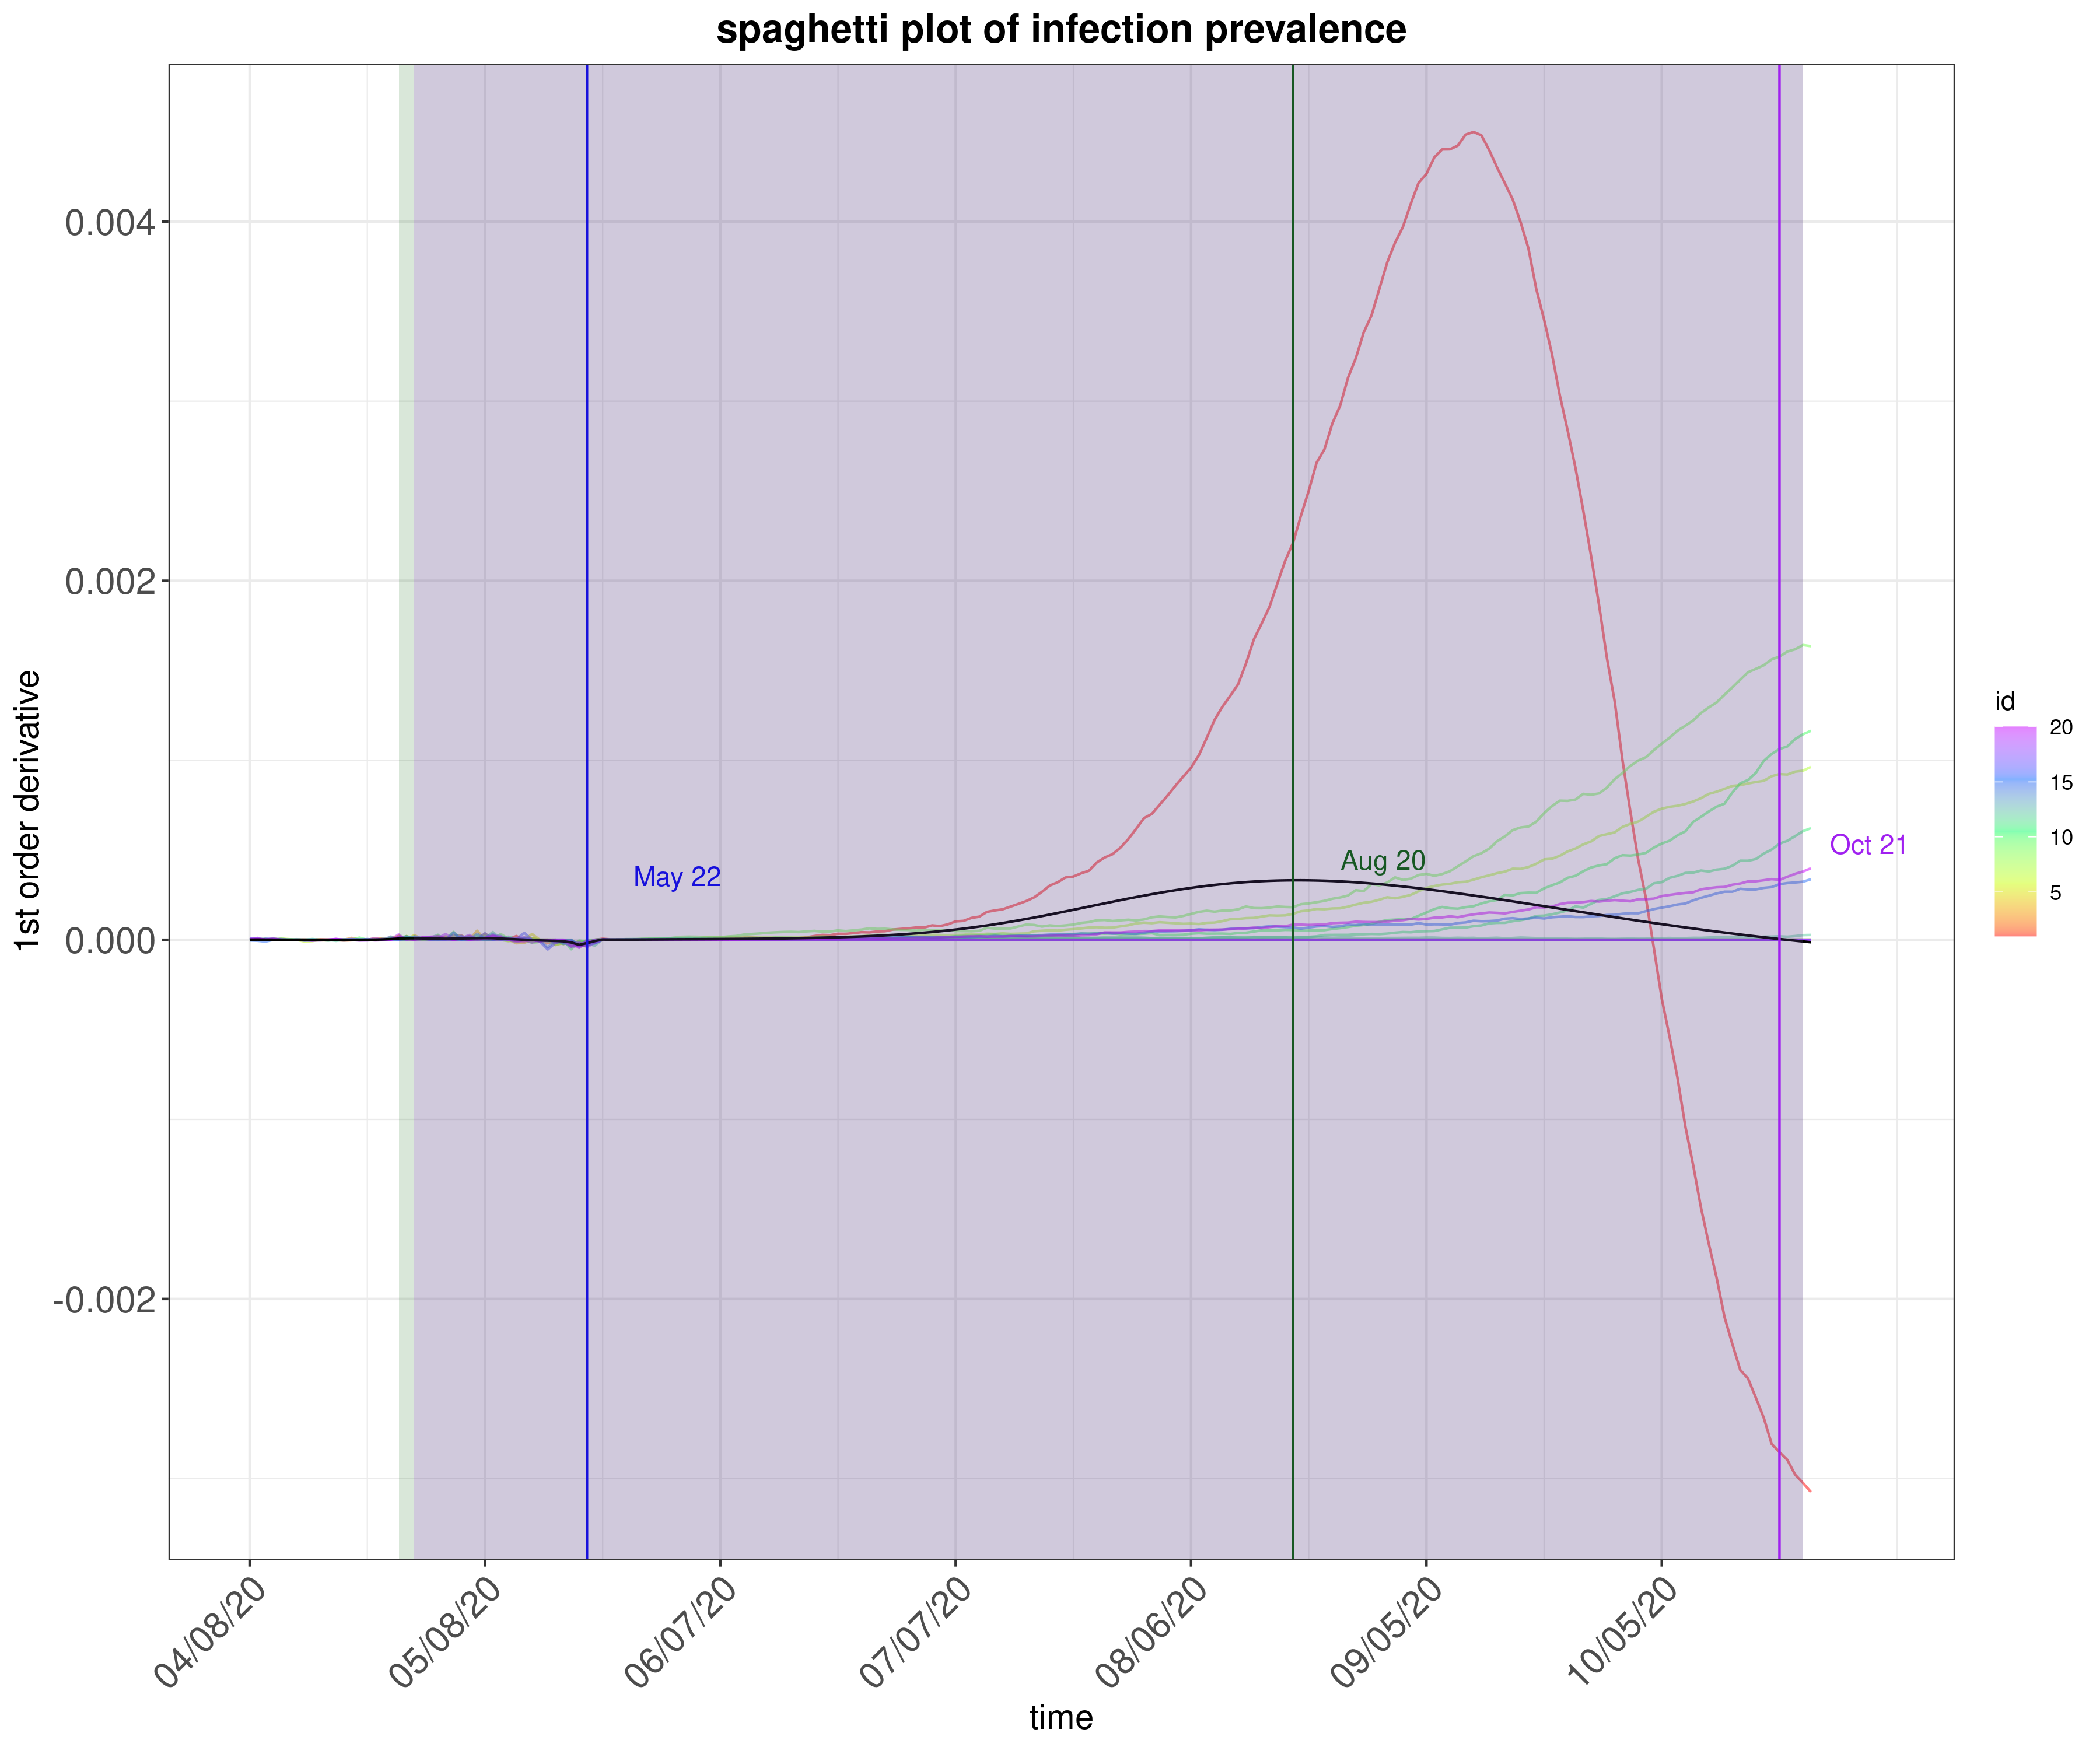 spaghetti plot of infection prevalence
1st order derivative
0.004
0.002
0.000
-0.002
May 22
Aug 20
Oct 21
id
20
15
10
5
04/08/20
05/08/20
06/07/20
07/07/20
08/06/20
09/05/20
10/05/20
time